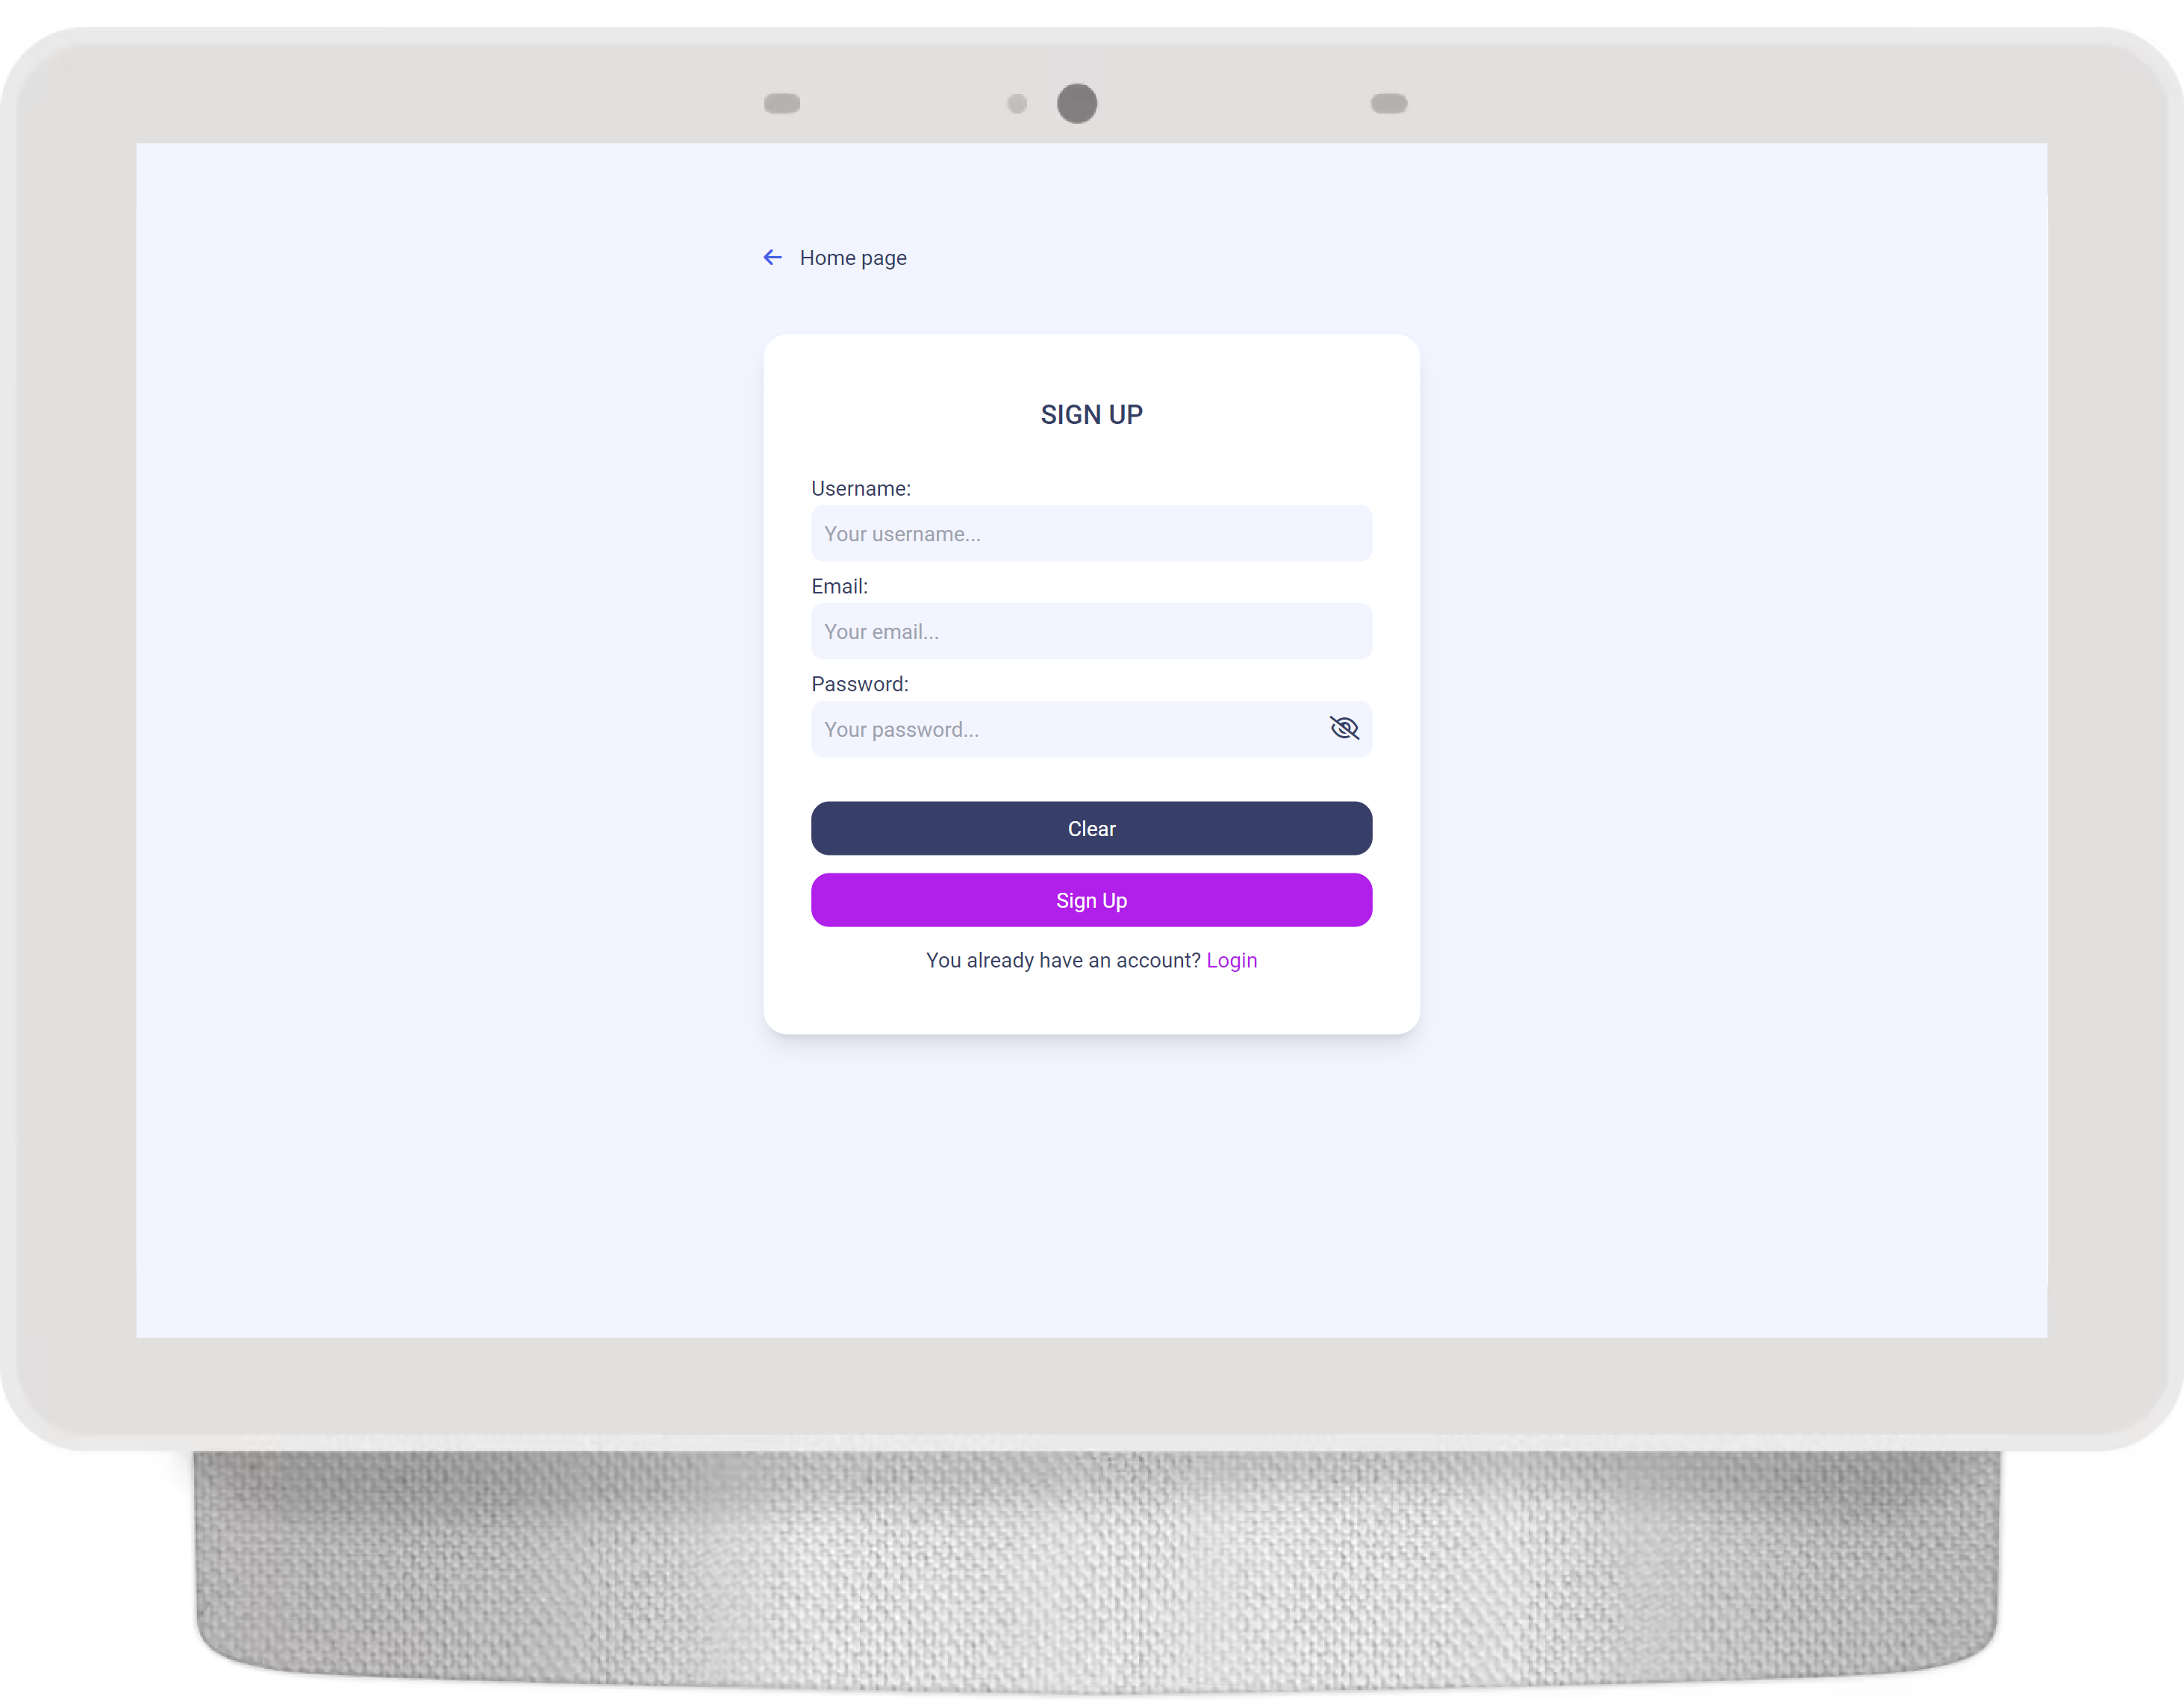 Home page
SIGN UP
Username:
Your username...
Email:
Your email...
Password:
Your password...
Clear
Sign Up
You already have an account? Login